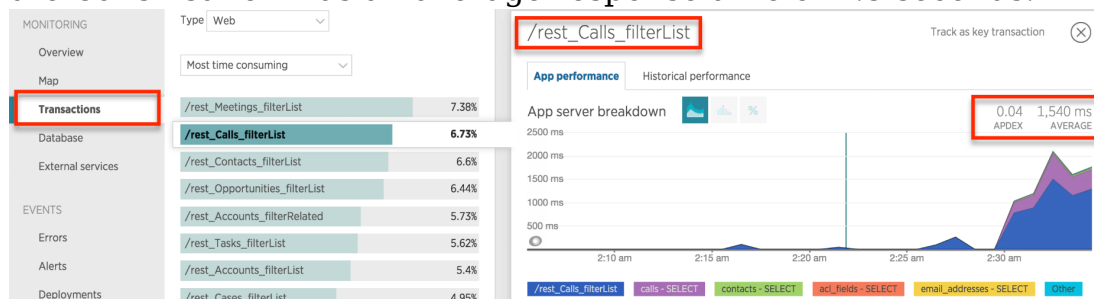 MONITORING
Overview
Map
Transactions
Database
External services
EVENTS
Errors
Alerts
Deployments
Type Web
Most time consuming
/rest_Meetings_filterList 7.38%
/rest_Calls_filterList 6.73%
/rest_Contacts_filterList 6.6%
/rest_Opportunities_filterList 6.44%
/rest_Accounts_filterRelated 5.73%
/rest_Tasks_filterList 5.62%
/rest_Accounts_filterList 5.4%
/rest_Cases_filterList 4.95%
/rest_Calls_filterList
Track as key transaction
App performance Historical performance
App server breakdown %
0.04 1,540 ms
APDEX AVERAGE
2500 ms
2000 ms
1500 ms
1000 ms
500 ms
2:10 am 2:15 am 2:20 am 2:25 am 2:30 am
/rest_Calls_filterList calls - SELECT contacts - SELECT acl_fields - SELECT email_addresses - SELECT Other